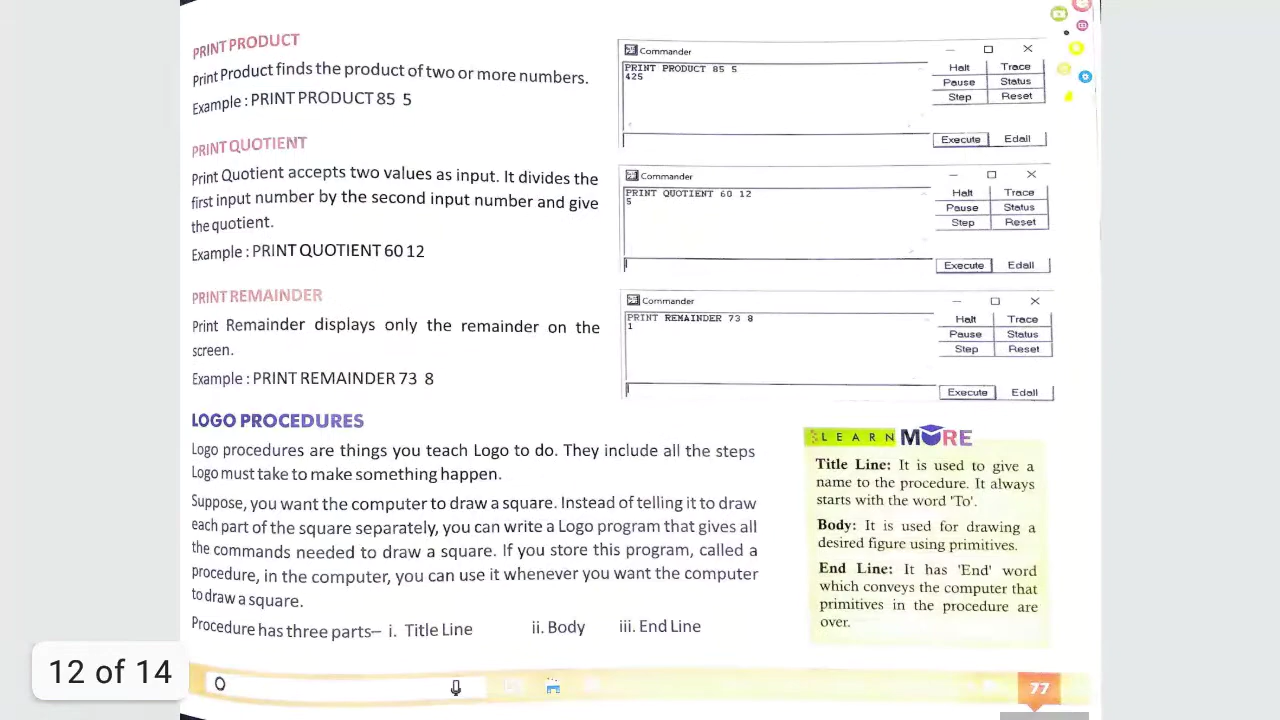 PRINT PRODUCT
Print Product finds the product of two or more numbers.
Example : PRINT PRODUCT 85 5
Commander
PRINT PRODUCT 85 5
425
Halt Trace
Pause Status
Step Reset
Execute Edall
PRINT QUOTIENT
Print Quotient accepts two values as input. It divides the
first input number by the second input number and give
the quotient.
Example : PRINT QUOTIENT 60 12
Commander
PRINT QUOTIENT 60 12
5
Halt Trace
Pause Status
Step Reset
Execute Edall
PRINT REMAINDER
Print Remainder displays only the remainder on the
screen.
Example : PRINT REMAINDER 73 8
Commander
PRINT REMAINDER 73 8
1
Halt Trace
Pause Status
Step Reset
Execute Edall
LOGO PROCEDURES
Logo procedures are things you teach Logo to do. They include all the steps
Logo must take to make something happen.
Suppose, you want the computer to draw a square. Instead of telling it to draw
each part of the square separately, you can write a Logo program that gives all
the commands needed to draw a square. If you store this program, called a
procedure, in the computer, you can use it whenever you want the computer
to draw a square.
Procedure has three parts– i. Title Line ii. Body iii. End Line
LEARN MORE
Title Line: It is used to give a
name to the procedure. It always
starts with the word 'To'.
Body: It is used for drawing a
desired figure using primitives.
End Line: It has 'End' word
which conveys the computer that
primitives in the procedure are
over.
12 of 14
77